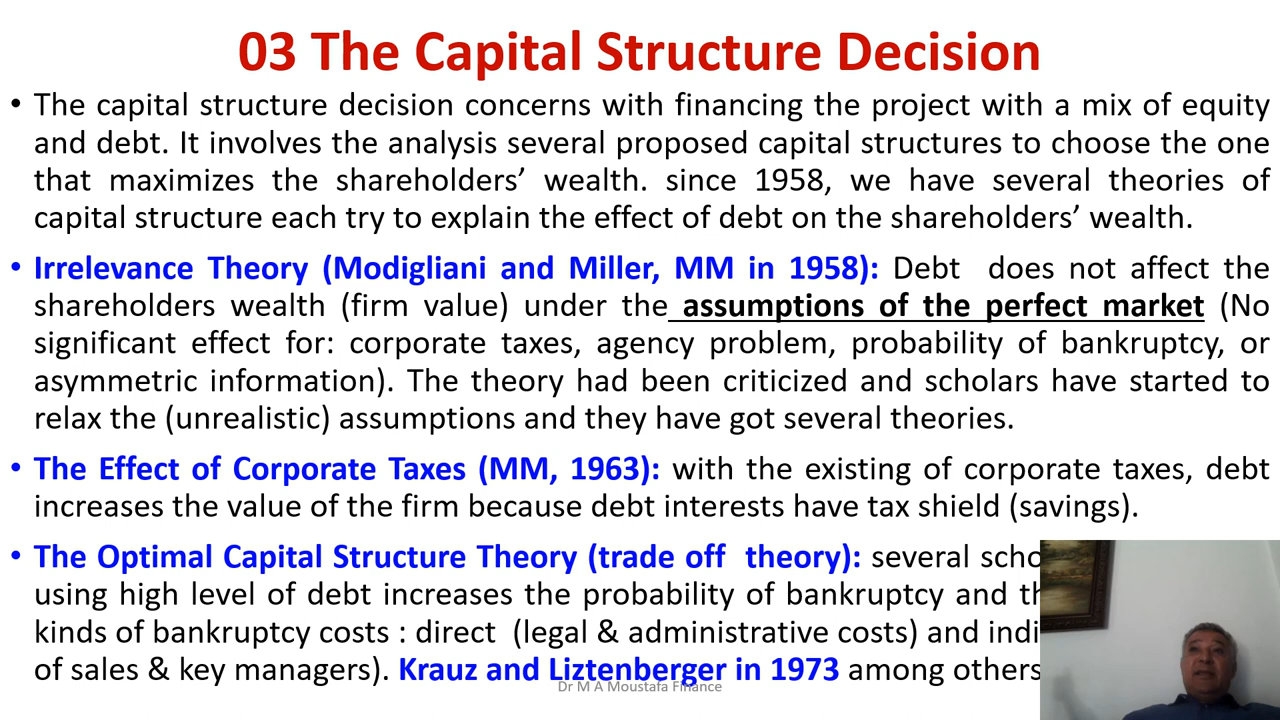 03 The Capital Structure Decision
• The capital structure decision concerns with financing the project with a mix of equity
and debt. It involves the analysis several proposed capital structures to choose the one
that maximizes the shareholders’ wealth. since 1958, we have several theories of
capital structure each try to explain the effect of debt on the shareholders’ wealth.
• Irrelevance Theory (Modigliani and Miller, MM in 1958): Debt does not affect the
shareholders wealth (firm value) under the assumptions of the perfect market (No
significant effect for: corporate taxes, agency problem, probability of bankruptcy, or
asymmetric information). The theory had been criticized and scholars have started to
relax the (unrealistic) assumptions and they have got several theories.
• The Effect of Corporate Taxes (MM, 1963): with the existing of corporate taxes, debt
increases the value of the firm because debt interests have tax shield (savings).
• The Optimal Capital Structure Theory (trade off theory): several
using high level of debt increases the probability of bankruptcy and
kinds of bankruptcy costs : direct (legal & administrative costs) and
of sales & key managers). Krauz and Liztenberger in 1973 among others
Dr M A Moustafa Finance